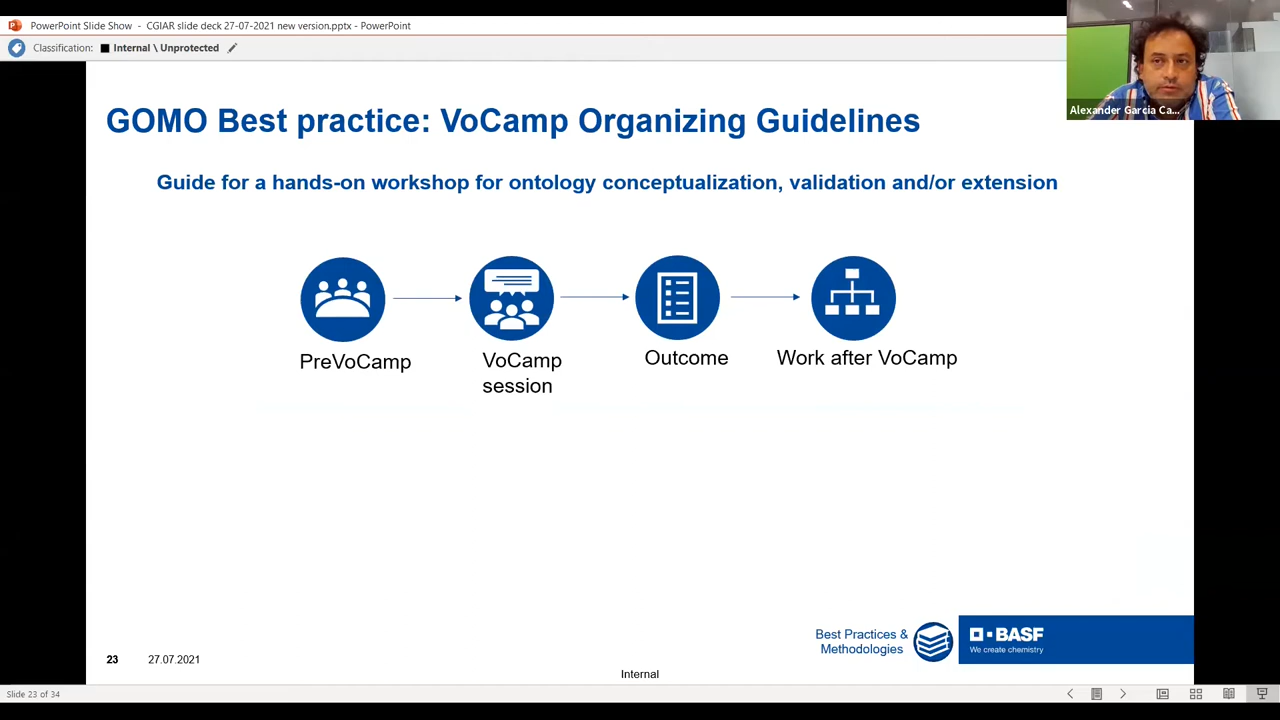 PowerPoint Slide Show - CGIAR slide deck 27-07-2021 new version.pptx - PowerPoint
Classification: Internal \ Unprotected
Alexander Garcia Ca...
GOMO Best practice: VoCamp Organizing Guidelines
Guide for a hands-on workshop for ontology conceptualization, validation and/or extension
PreVoCamp
VoCamp
session
Outcome
Work after VoCamp
Best Practices &
Methodologies
BASF
We create chemistry
23 27.07.2021
Internal
Slide 23 of 34